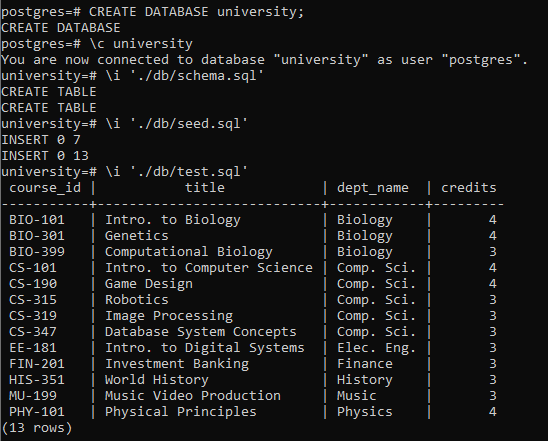 postgres=# CREATE DATABASE university;
CREATE DATABASE
postgres=# \c university
You are now connected to database "university" as user "postgres".
university=# \i './db/schema.sql'
CREATE TABLE
CREATE TABLE
university=# \i './db/seed.sql'
INSERT 0 7
INSERT 0 13
university=# \i './db/test.sql'
 course_id |           title            | dept_name  | credits
-----------+----------------------------+------------+---------
 BIO-101   | Intro. to Biology          | Biology    |       4
 BIO-301   | Genetics                   | Biology    |       4
 BIO-399   | Computational Biology      | Biology    |       3
 CS-101    | Intro. to Computer Science | Comp. Sci. |       4
 CS-190    | Game Design                | Comp. Sci. |       4
 CS-315    | Robotics                   | Comp. Sci. |       3
 CS-319    | Image Processing           | Comp. Sci. |       3
 CS-347    | Database System Concepts   | Comp. Sci. |       3
 EE-181    | Intro. to Digital Systems  | Elec. Eng. |       3
 FIN-201   | Investment Banking         | Finance    |       3
 HIS-351   | World History              | History    |       3
 MU-199    | Music Video Production     | Music      |       3
 PHY-101   | Physical Principles        | Physics    |       4
(13 rows)